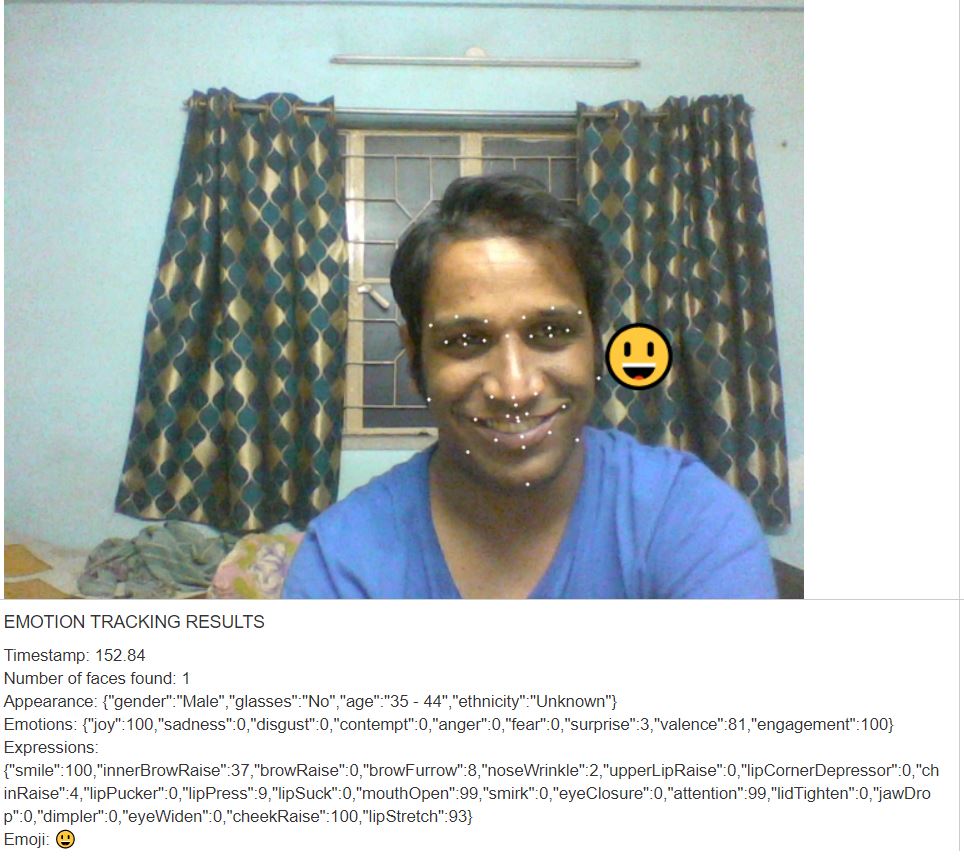 EMOTION TRACKING RESULTS
Timestamp: 152.84
Number of faces found: 1
Appearance: {"gender":"Male","glasses":"No","age":"35 - 44","ethnicity":"Unknown"}
Emotions: {"joy":100,"sadness":0,"disgust":0,"contempt":0,"anger":0,"fear":0,"surprise":3,"valence":81,"engagement":100}
Expressions:
{"smile":100,"innerBrowRaise":37,"browRaise":0,"browFurrow":8,"noseWrinkle":2,"upperLipRaise":0,"lipCornerDepressor":0,"ch
inRaise":4,"lipPucker":0,"lipPress":9,"lipSuck":0,"mouthOpen":99,"smirk":0,"eyeClosure":0,"attention":99,"lidTighten":0,"jawDro
p":0,"dimpler":0,"eyeWiden":0,"cheekRaise":100,"lipStretch":93}
Emoji: 😃